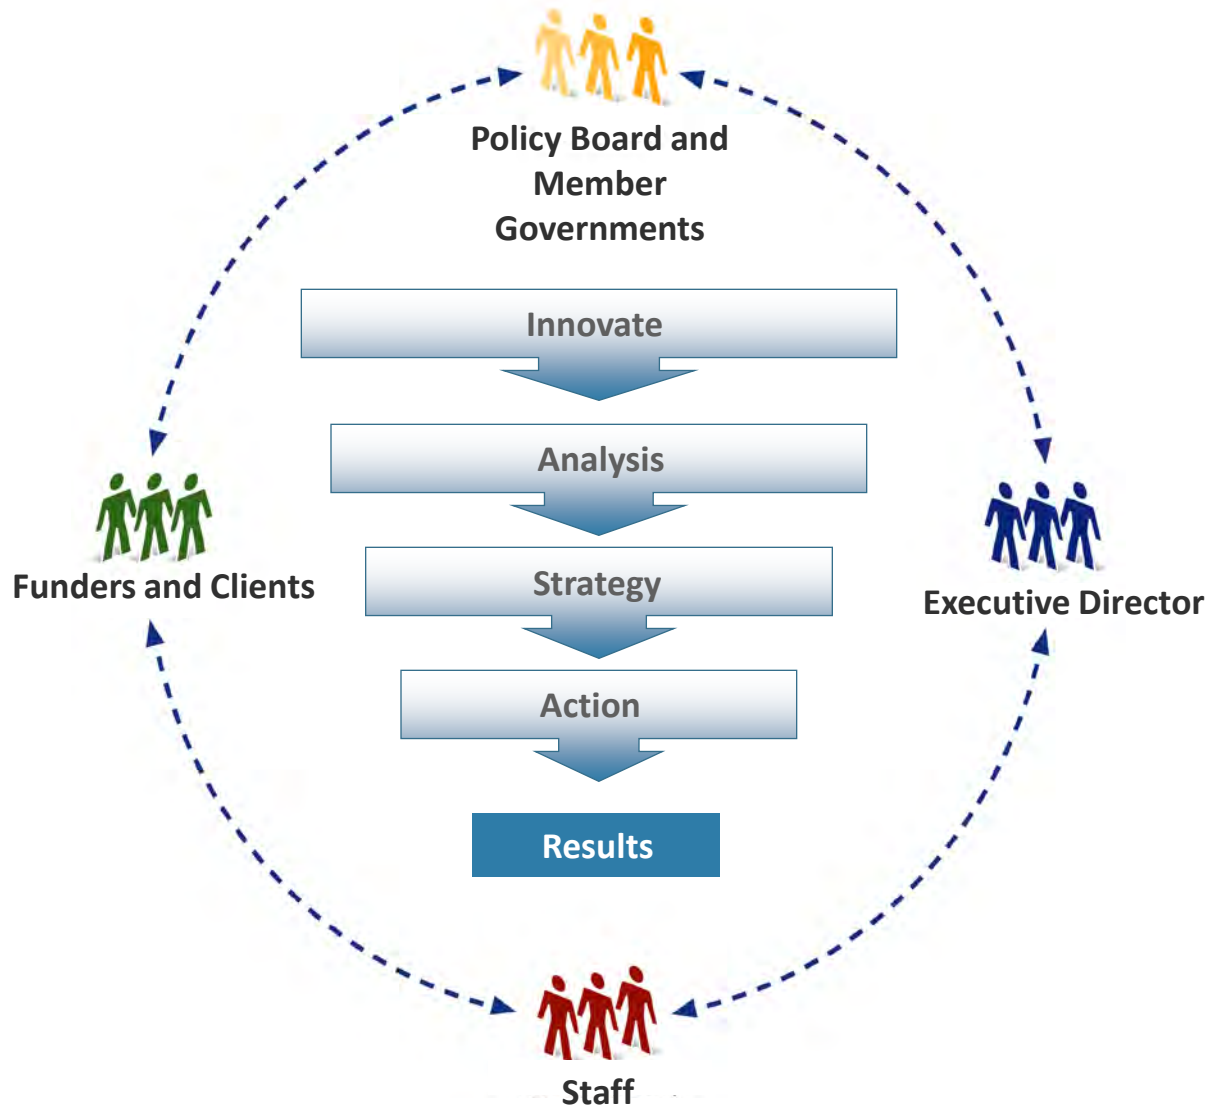 Policy Board and
Member
Governments
Innovate
Analysis
Funders and Clients
Strategy
Executive Director
Action
Results
Staff